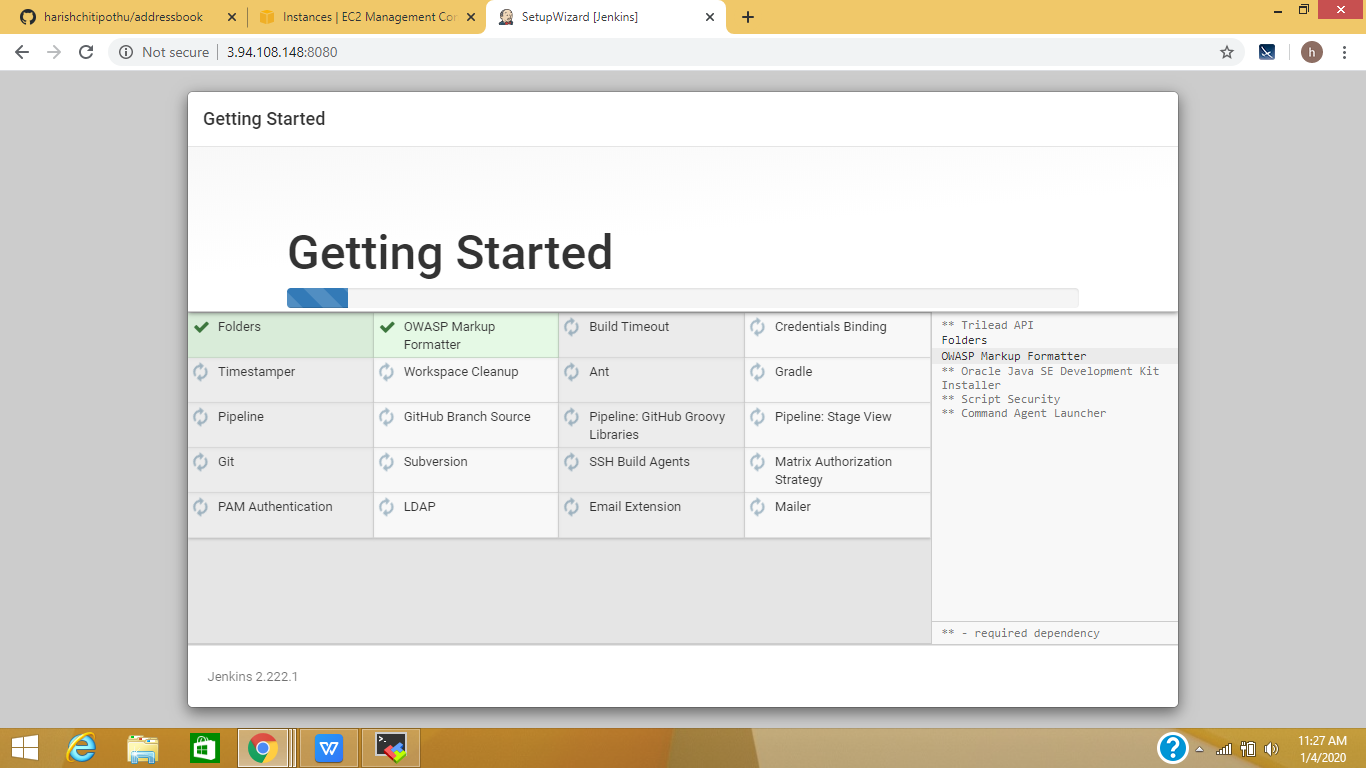 harishchitipothu/addressbook
Instances | EC2 Management Con
SetupWizard [Jenkins]
Not secure
3.94.108.148:8080
h
Getting Started
Getting Started
Folders
OWASP Markup
Formatter
Build Timeout
Credentials Binding
Timestamper
Workspace Cleanup
Ant
Gradle
Pipeline
GitHub Branch Source
Pipeline: GitHub Groovy
Libraries
Pipeline: Stage View
Git
Subversion
SSH Build Agents
Matrix Authorization
Strategy
PAM Authentication
LDAP
Email Extension
Mailer
** Trilead API
Folders
OWASP Markup Formatter
** Oracle Java SE Development Kit
Installer
** Script Security
** Command Agent Launcher
** - required dependency
Jenkins 2.222.1
11:27 AM
1/4/2020